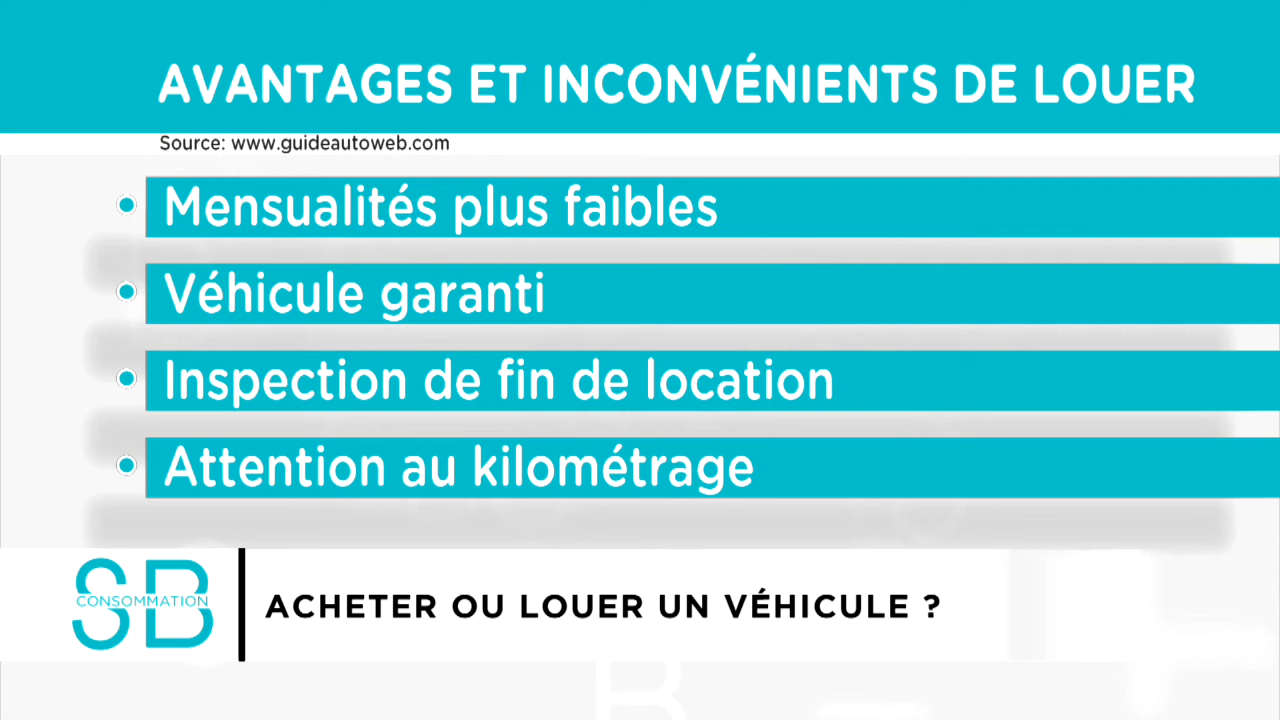 AVANTAGES ET INCONVÉNIENTS DE LOUER
Source: www.guideautoweb.com
Mensualités plus faibles
Véhicule garanti
Inspection de fin de location
Attention au kilométrage
SB
CONSOMMATION
ACHETER OU LOUER UN VÉHICULE ?